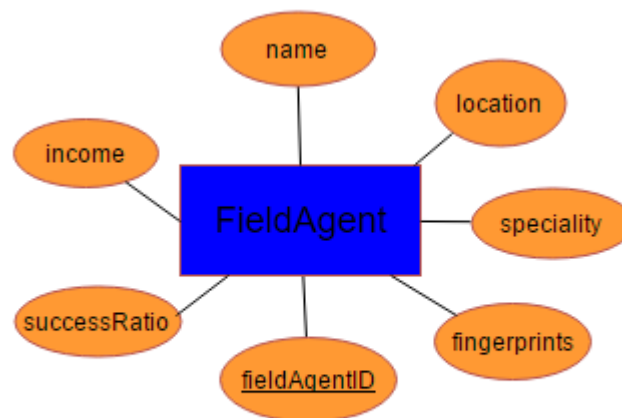 name
location
income
FieldAgent
speciality
successRatio
fingerprints
fieldAgentID